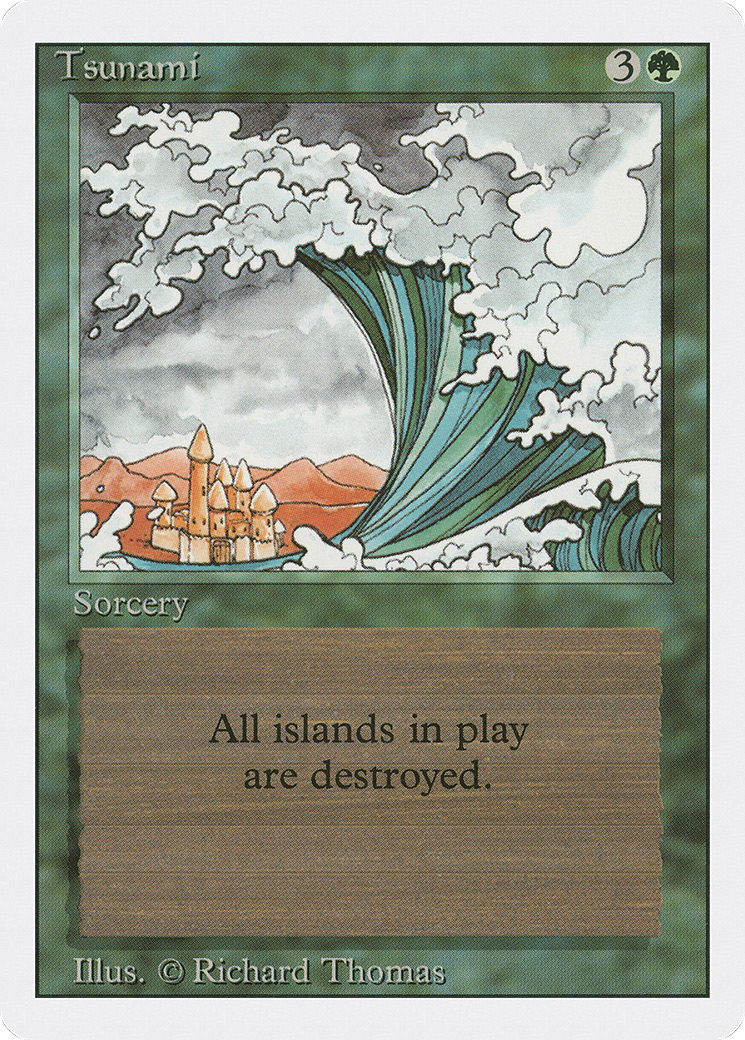 Tsunami 3
Sorcery
All islands in play
are destroyed.
Illus. © Richard Thomas